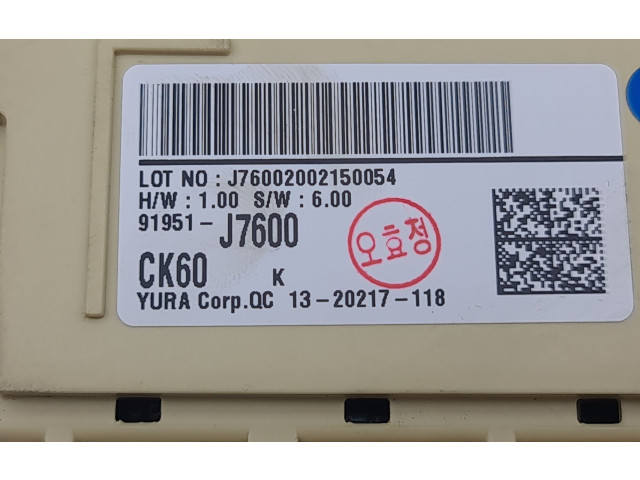 LOT NO : J76002002150054
H/W : 1.00 S/W : 6.00
91951- J7600
오효정
CK60 K
YURA Corp.QC 13-20217-118